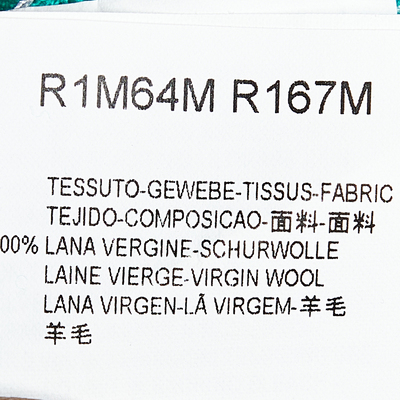 R1M64M R167M
TESSUTO-GEWEBE-TISSUS-FABRIC
TEJIDO-COMPOSICAO-面料-面料
00% LANA VERGINE-SCHURWOLLE
LAINE VIERGE-VIRGIN WOOL
LANA VIRGEN-LÃ VIRGEM-羊毛
羊毛